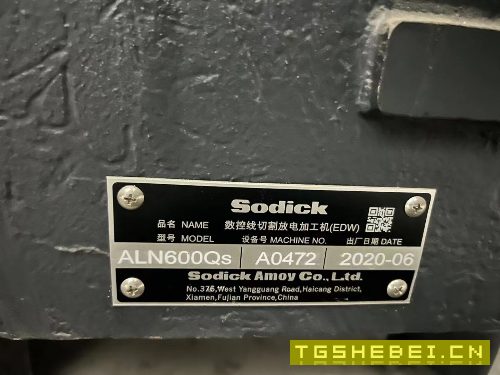 Sodick
品名 NAME 数控线切割放电加工机(EDW)
型号 MODEL 设备号 MACHINE NO. 出厂日期 DATE
ALN600Qs A0472 2020-06
Sodick Amoy Co.,Ltd.
No.376,West Yangguang Road,Haicang District,
Xiamen,Fujian Province,China
TGSHEBEI.CN